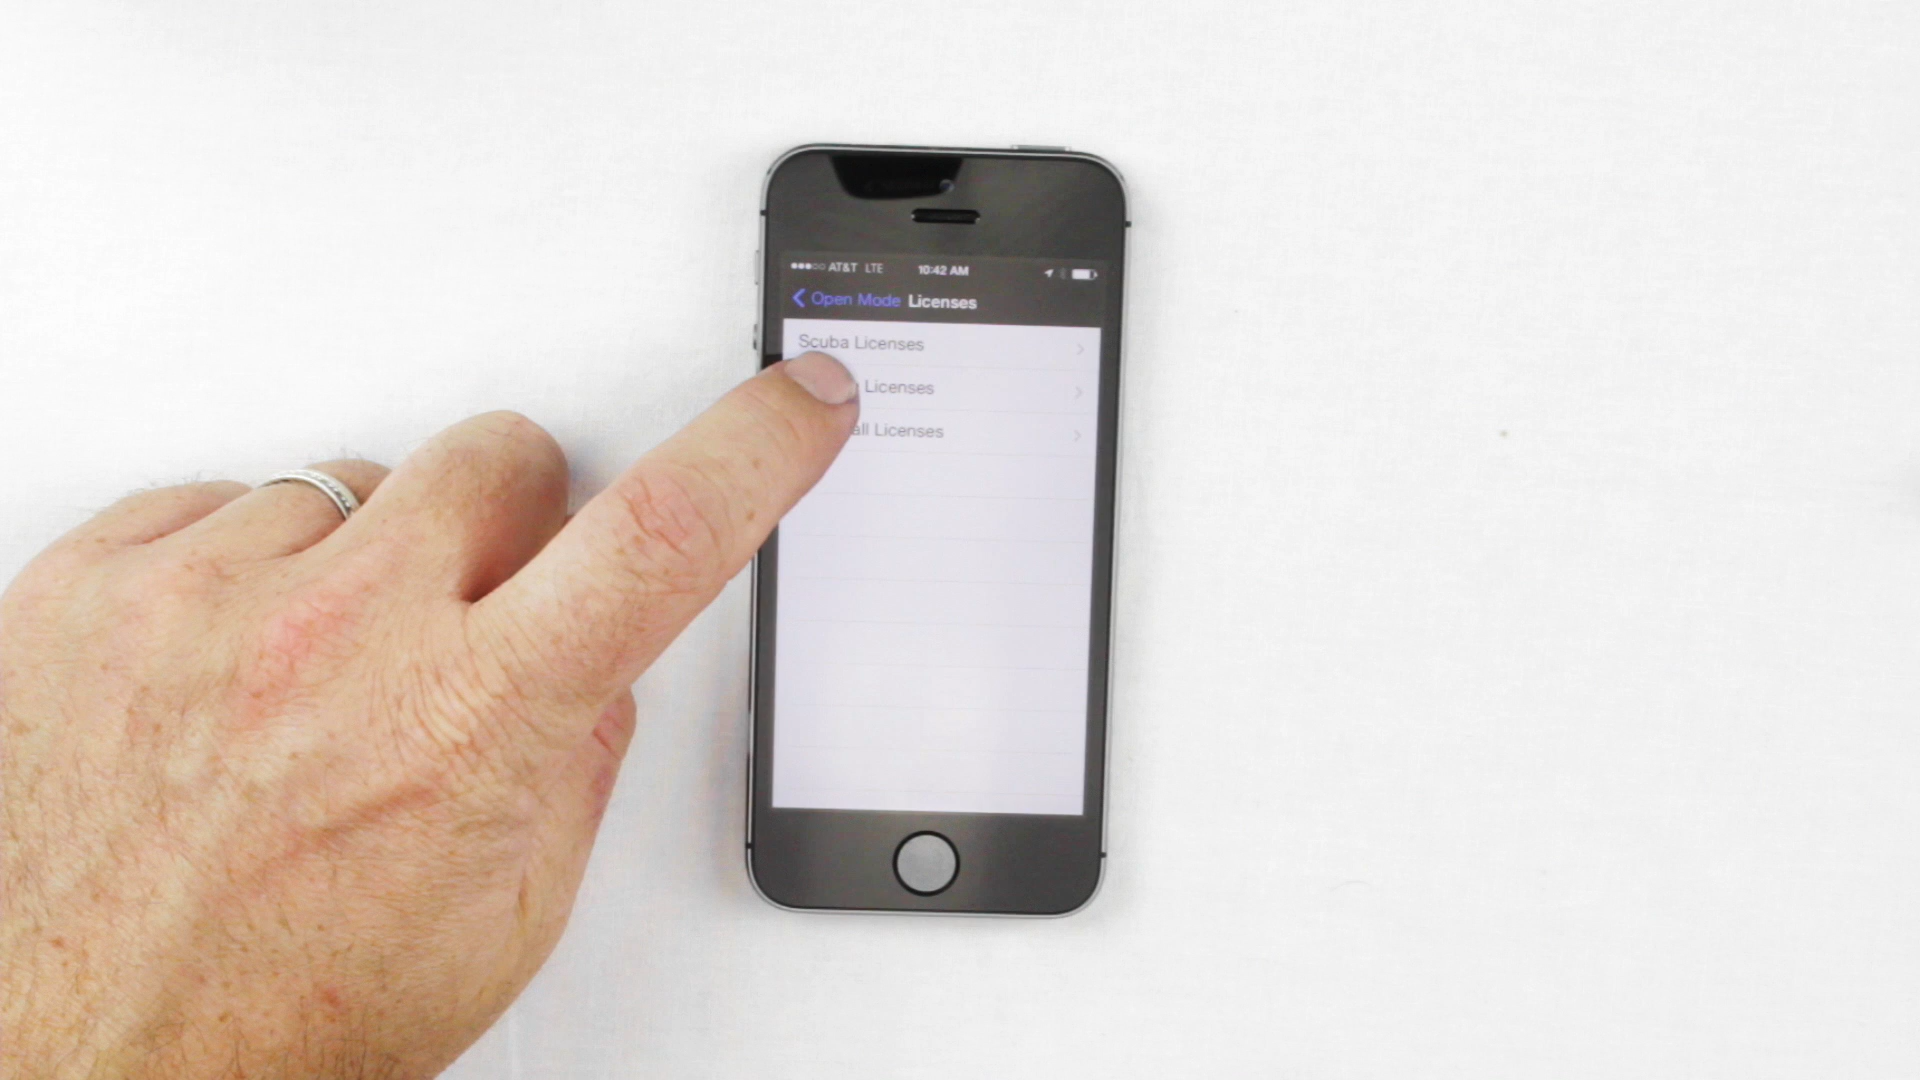 AT&T LTE 10:42 AM
Open Mode Licenses
Scuba Licenses
Licenses
Licenses